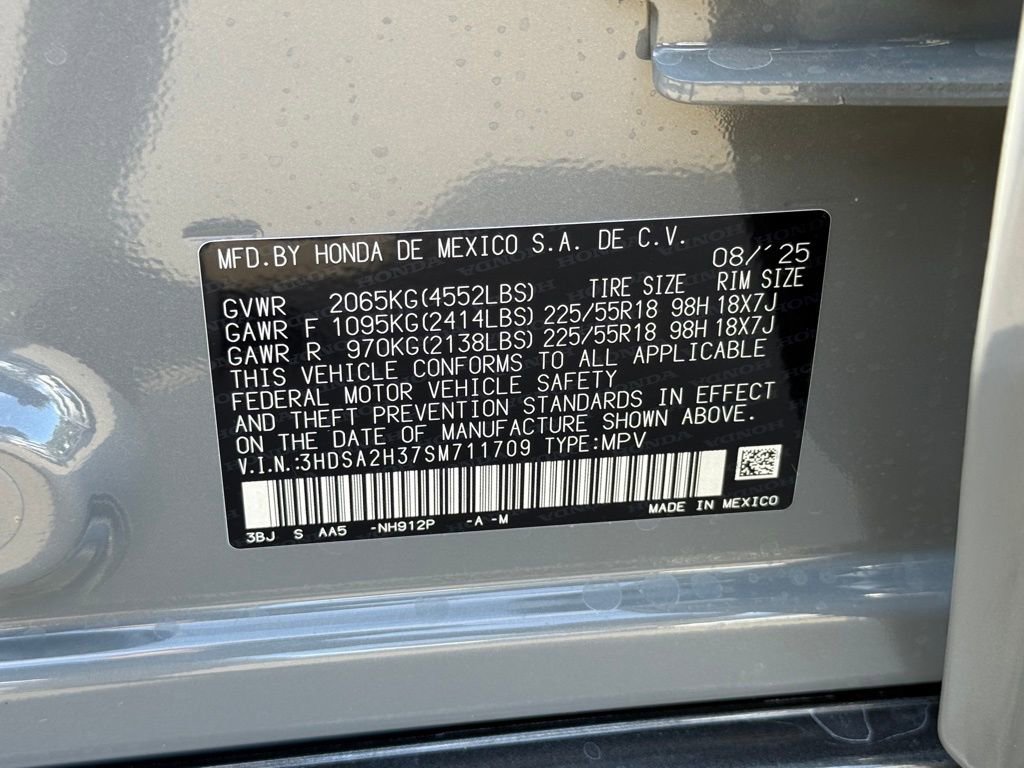 MFD.BY HONDA DE MEXICO S.A. DE C.V. 08/'25
TIRE SIZE RIM SIZE
GVWR 2065KG(4552LBS)
GAWR F 1095KG(2414LBS) 225/55R18 98H 18X7J
GAWR R 970KG(2138LBS) 225/55R18 98H 18X7J
THIS VEHICLE CONFORMS TO ALL APPLICABLE
FEDERAL MOTOR VEHICLE SAFETY
AND THEFT PREVENTION STANDARDS IN EFFECT
ON THE DATE OF MANUFACTURE SHOWN ABOVE.
V.I.N.:3HDSA2H37SM711709 TYPE:MPV
3BJ S AA5 -NH912P -A -M
MADE IN MEXICO